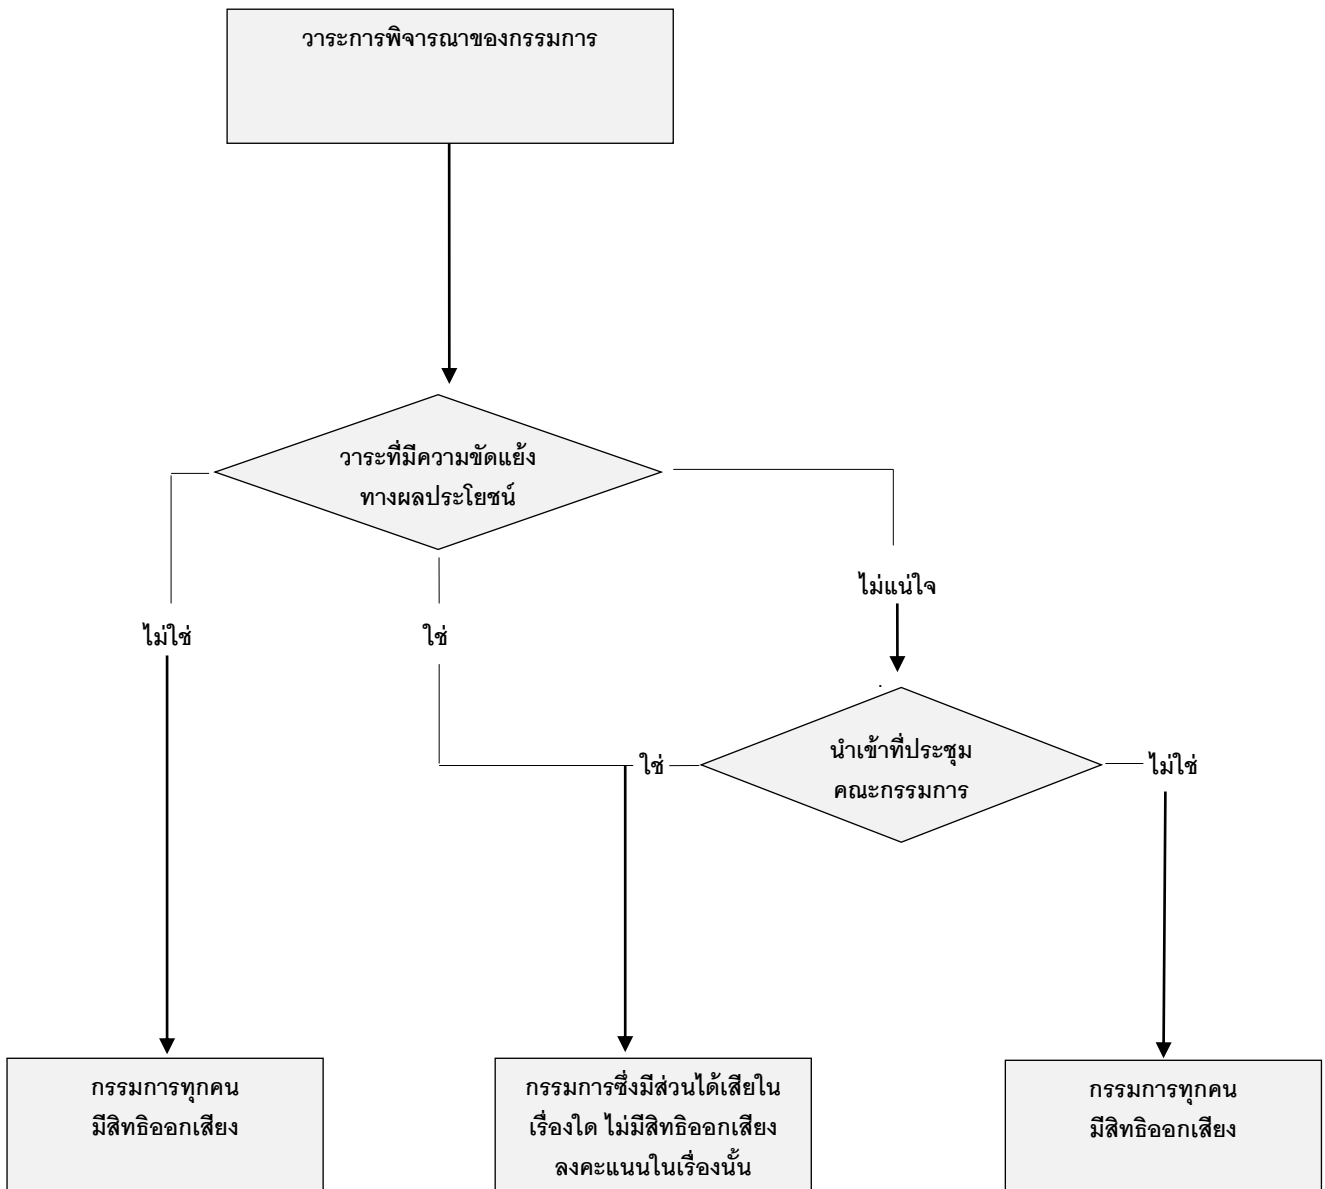 วาระการพิจารณาของกรรมการ
วาระที่มีความขัดแย้ง
ทางผลประโยชน์
ไม่แน่ใจ
ไม่ใช่
ใช่
นำเข้าที่ประชุม
คณะกรรมการ
ใช่
ไม่ใช่
กรรมการทุกคน
มีสิทธิออกเสียง
กรรมการซึ่งมีส่วนได้เสียใน
เรื่องใด ไม่มีสิทธิออกเสียง
ลงคะแนนในเรื่องนั้น
กรรมการทุกคน
มีสิทธิออกเสียง